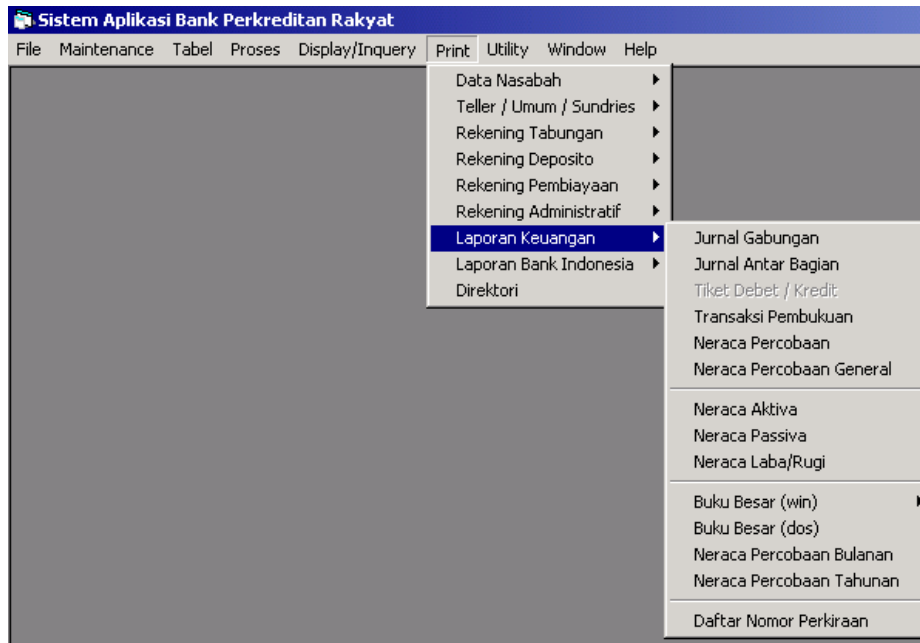 Sistem Aplikasi Bank Perkreditan Rakyat
File Maintenance Tabel Proses Display/Inquery Print Utility Window Help
Data Nasabah
Teller / Umum / Sundries
Rekening Tabungan
Rekening Deposito
Rekening Pembiayaan
Rekening Administratif
Laporan Keuangan
Laporan Bank Indonesia
Direktori
Jurnal Gabungan
Jurnal Antar Bagian
Tiket Debet / Kredit
Transaksi Pembukuan
Neraca Percobaan
Neraca Percobaan General
Neraca Aktiva
Neraca Passiva
Neraca Laba/Rugi
Buku Besar (win)
Buku Besar (dos)
Neraca Percobaan Bulanan
Neraca Percobaan Tahunan
Daftar Nomor Perkiraan